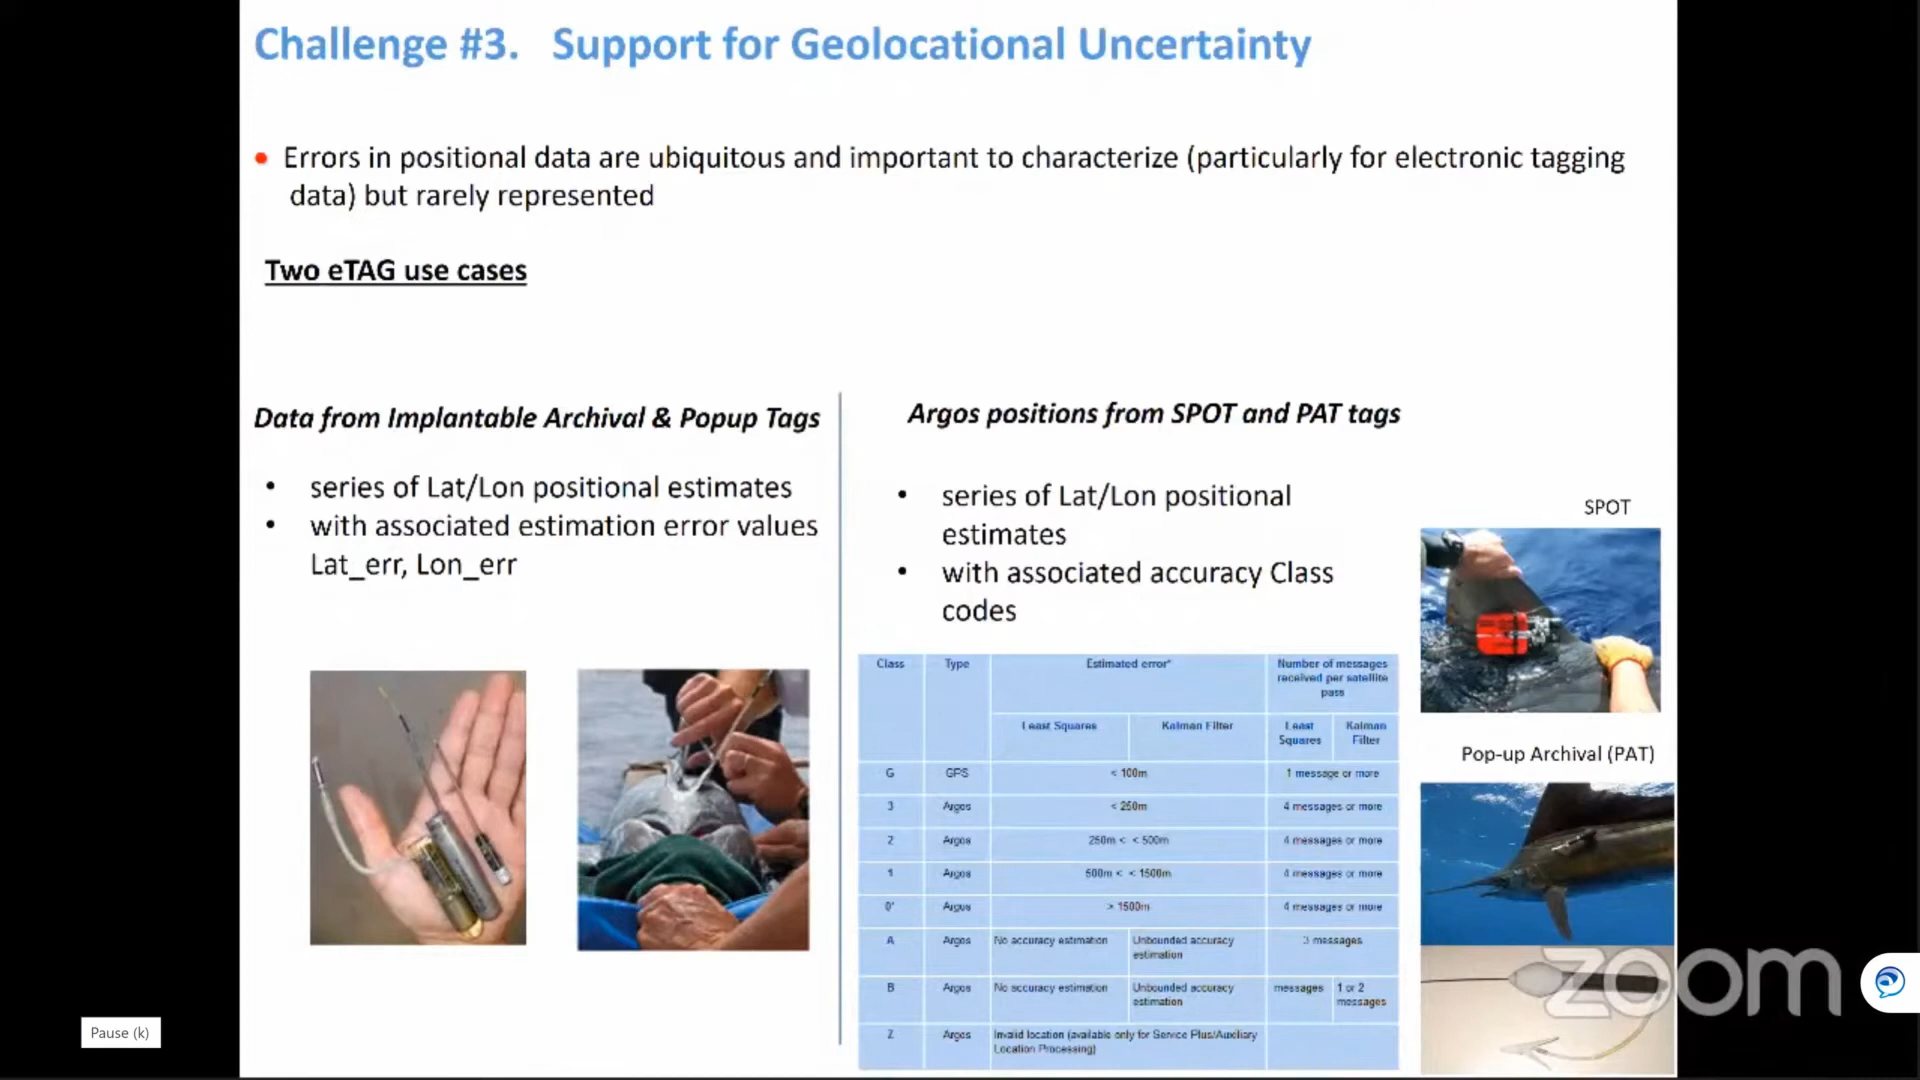 Challenge #3. Support for Geolocational Uncertainty
• Errors in positional data are ubiquitous and important to characterize (particularly for electronic tagging
data) but rarely represented
Two eTAG use cases
Data from Implantable Archival & Popup Tags
• series of Lat/Lon positional estimates
• with associated estimation error values
Lat_err, Lon_err
Argos positions from SPOT and PAT tags
• series of Lat/Lon positional
estimates
• with associated accuracy Class
codes
SPOT
Pop-up Archival (PAT)
Class Type Estimated error* Number of messages
received per satellite
pass
Least Squares Kalman Filter Least
Squares Kalman
Filter
G GPS < 100m 1 message or more
3 Argos < 250m 4 messages or more
2 Argos 250m < < 500m 4 messages or more
1 Argos 500m < < 1500m 4 messages or more
0* Argos > 1500m 4 messages or more
A Argos No accuracy estimation Unbounded accuracy
estimation 3 messages
B Argos No accuracy estimation Unbounded accuracy
estimation messages 1 or 2
messages
Z Argos Invalid location (available only for Service Plus/Auxiliary
Location Processing)
zoom
Pause (k)